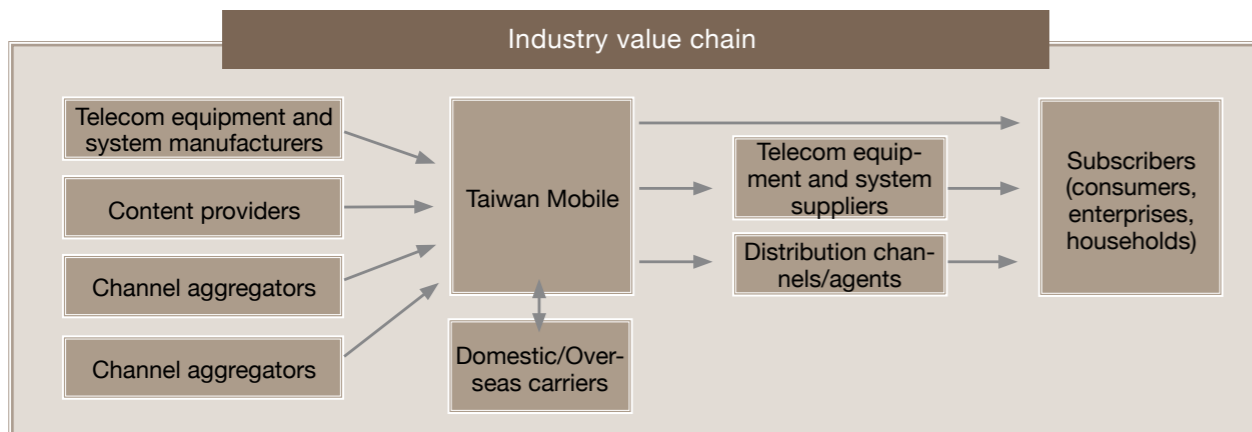 Industry value chain
Telecom equipment and
system manufacturers
Content providers
Channel aggregators
Channel aggregators
Taiwan Mobile
Domestic/Over-
seas carriers
Telecom equip-
ment and system
suppliers
Distribution chan-
nels/agents
Subscribers
(consumers,
enterprises,
households)